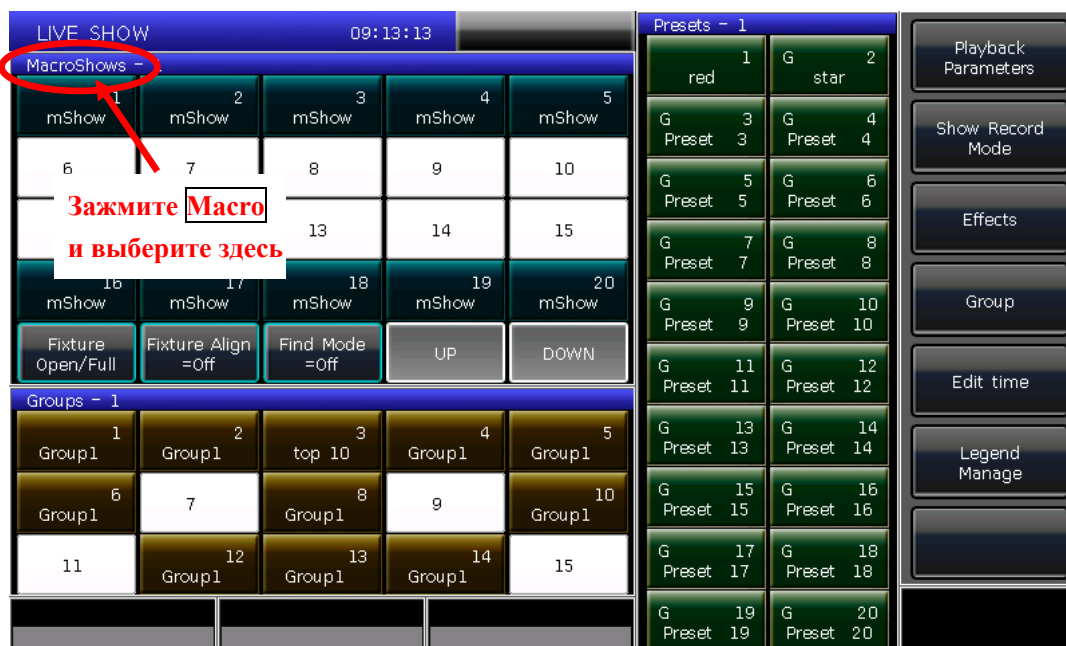 LIVE SHOW 09:13:13
MacroShows - 1
1 2 3 4 5
mShow mShow mShow mShow mShow
6 7 8 9 10
Зажмите Macro
и выберите здесь
13 14 15
16 17 18 19 20
mShow mShow mShow mShow mShow
Fixture Open/Full
Fixture Align =Off
Find Mode =Off
UP
DOWN
Groups - 1
1 2 3 4 5
Group1 Group1 top 10 Group1 Group1
6 7 8 9 10
Group1 Group1 Group1
11 12 13 14 15
Group1 Group1 Group1
Presets - 1
1 G 2
red star
G 3 G 4
Preset 3 Preset 4
G 5 G 6
Preset 5 Preset 6
G 7 G 8
Preset 7 Preset 8
G 9 G 10
Preset 9 Preset 10
G 11 G 12
Preset 11 Preset 12
G 13 G 14
Preset 13 Preset 14
G 15 G 16
Preset 15 Preset 16
G 17 G 18
Preset 17 Preset 18
G 19 G 20
Preset 19 Preset 20
Playback
Parameters
Show Record
Mode
Effects
Group
Edit time
Legend
Manage